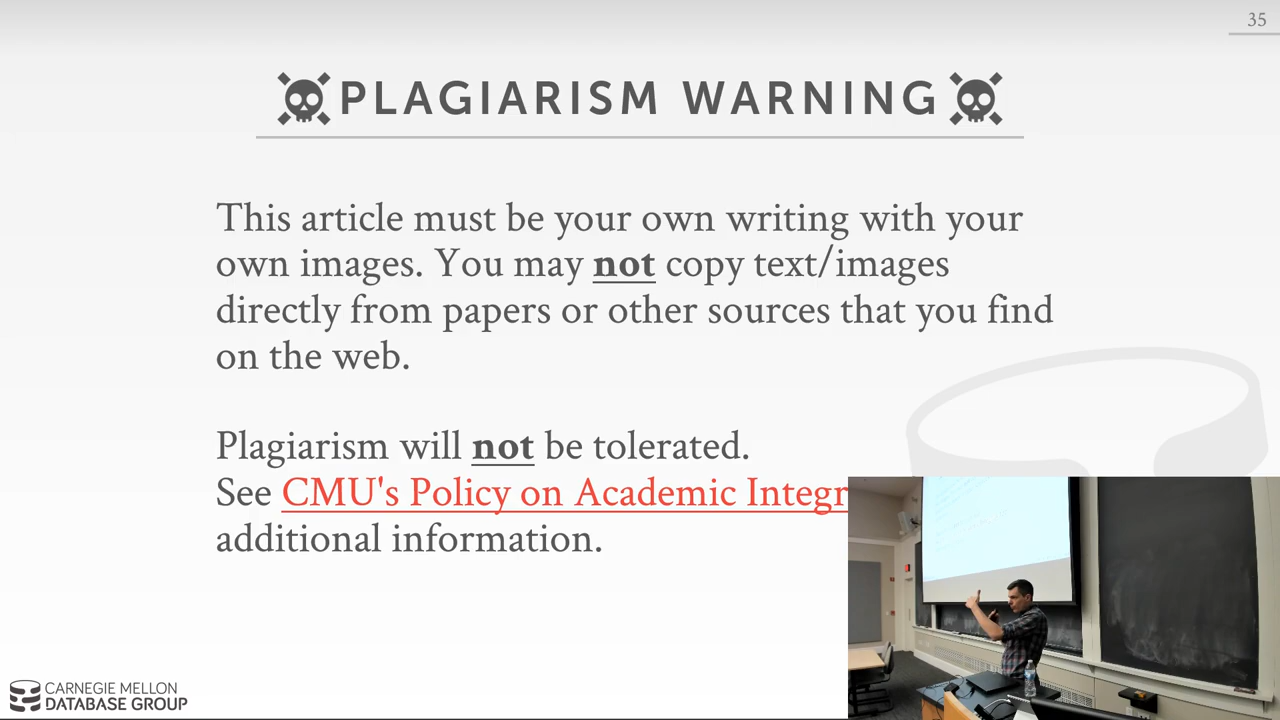 35
PLAGIARISM WARNING
This article must be your own writing with your
own images. You may not copy text/images
directly from papers or other sources that you find
on the web.
Plagiarism will not be tolerated.
See CMU's Policy on Academic Integr
additional information.
CARNEGIE MELLON
DATABASE GROUP